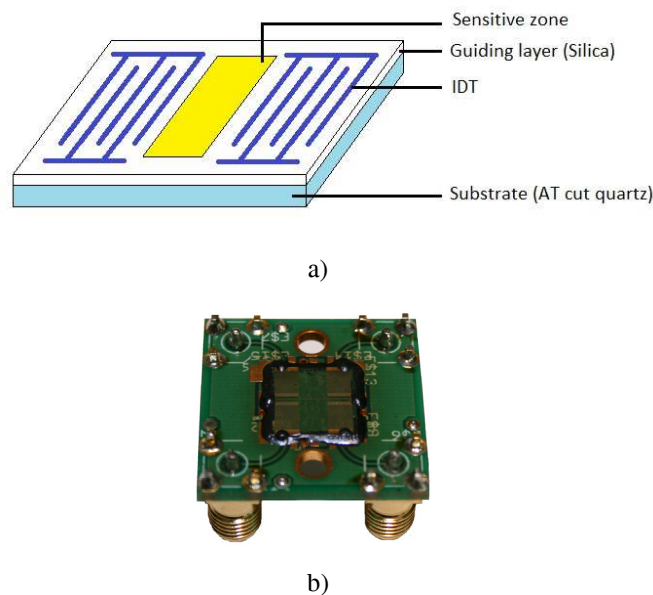 Sensitive zone
Guiding layer (Silica)
IDT
Substrate (AT cut quartz)
a)
b)